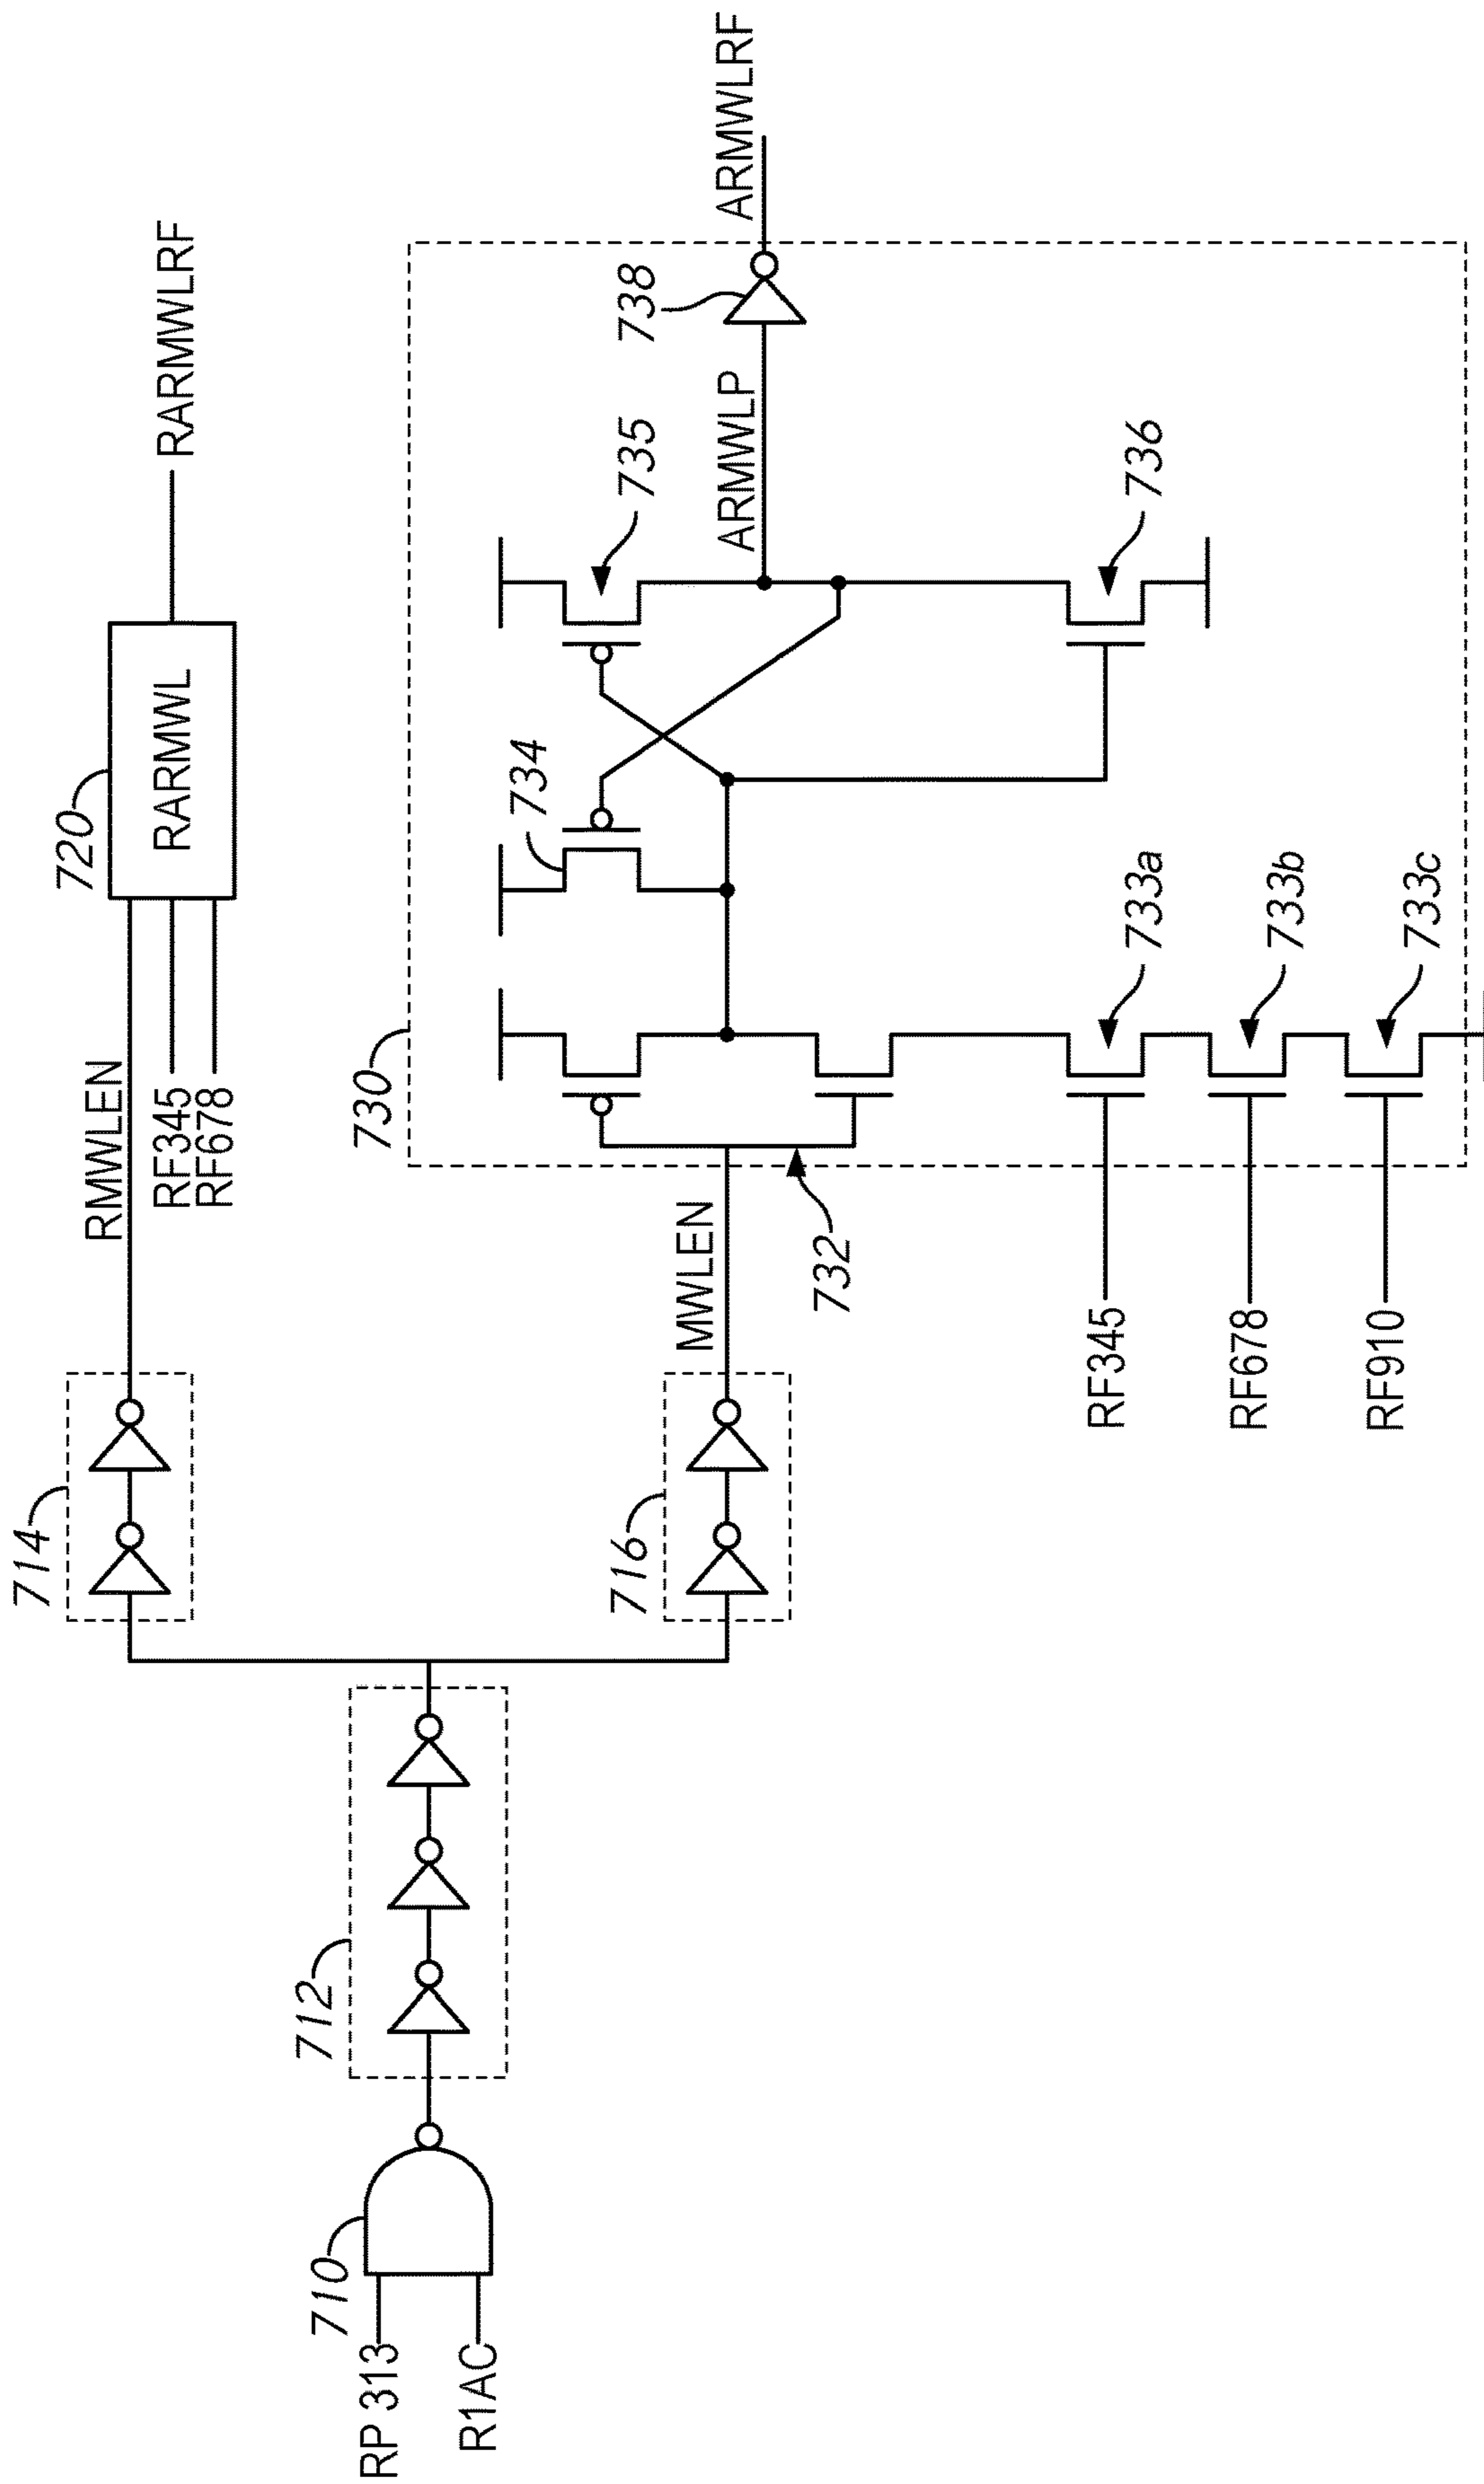 RP 313
R1AC
710
712
714
716
RMWLEN
RF345
RF678
720
RARMWL
RARMWLRF
MWLEN
730
732
734
735
ARMWLP
738
ARMWLRF
736
RF345
RF678
RF910
733a
733b
733c